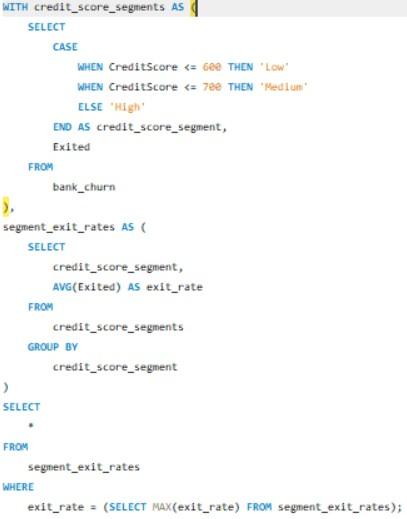 WITH credit_score_segments AS (
    SELECT
        CASE
            WHEN CreditScore <= 600 THEN 'Low'
            WHEN CreditScore <= 700 THEN 'Medium'
            ELSE 'High'
        END AS credit_score_segment,
        Exited
    FROM
        bank_churn
),
segment_exit_rates AS (
    SELECT
        credit_score_segment,
        AVG(Exited) AS exit_rate
    FROM
        credit_score_segments
    GROUP BY
        credit_score_segment
)
SELECT
    *
FROM
    segment_exit_rates
WHERE
    exit_rate = (SELECT MAX(exit_rate) FROM segment_exit_rates);